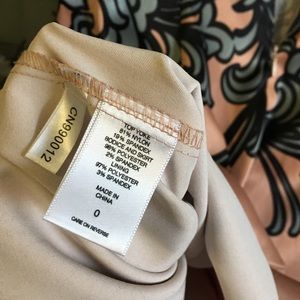 CN990012
TOP YOKE
81% NYLON
19% SPANDEX
BODICE AND SKIRT
98% POLYESTER
2% SPANDEX
LINING
97% POLYESTER
3% SPANDEX
MADE IN
CHINA
0
CARE ON REVERSE